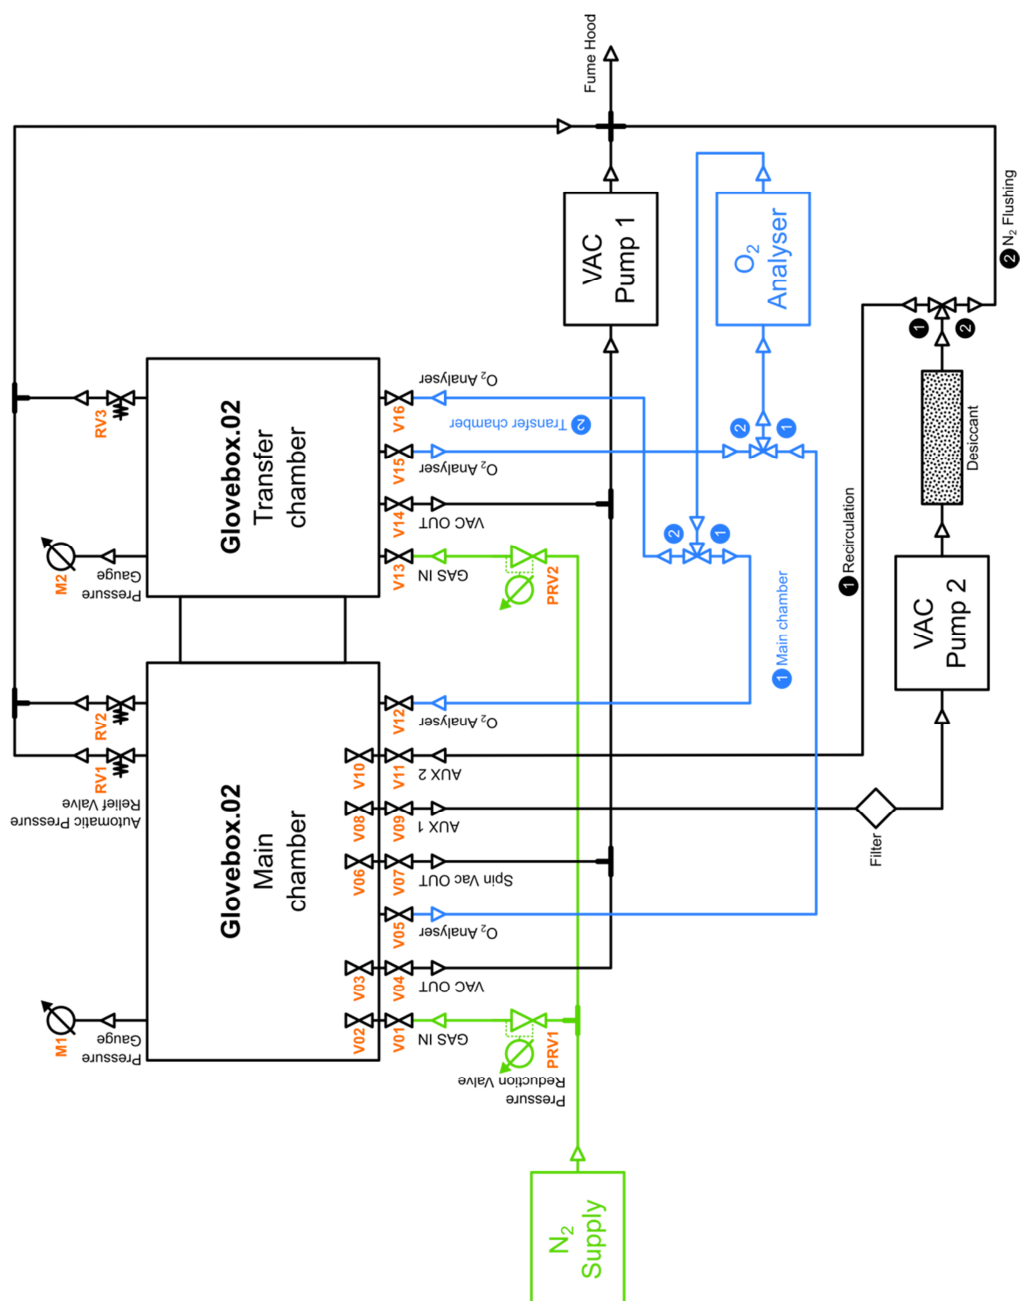 Fume Hood
VAC
Pump 1
O₂
Analyser
❷ N₂ Flushing
RV3
Glovebox.02
Transfer
chamber
M2
Pressure
Gauge
V16
O₂ Analyser
V15
O₂ Analyser
V14
VAC OUT
V13
GAS IN
PRV2
❷ Transfer chamber
2
1
2
1
1
2
Desiccant
❶ Recirculation
❶ Main chamber
VAC
Pump 2
Filter
RV2
RV1
Automatic Pressure
Relief Valve
Glovebox.02
Main
chamber
M1
Pressure
Gauge
V12
O₂ Analyser
V10
V11
AUX 2
V08
V09
AUX 1
V06
V07
Spin Vac OUT
V05
O₂ Analyser
V03
V04
VAC OUT
V02
V01
GAS IN
PRV1
Pressure
Reduction Valve
N₂
Supply